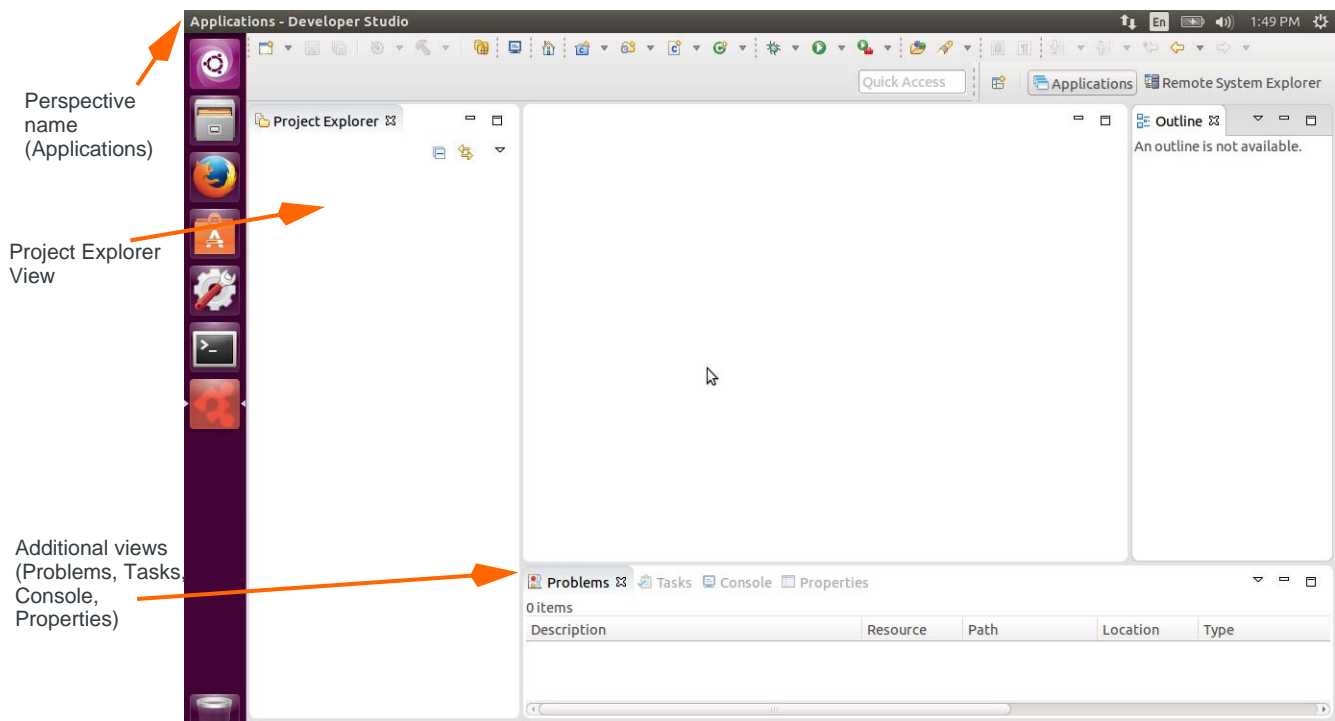 Applications - Developer Studio
En
1:49 PM
Quick Access
Applications
Remote System Explorer
Perspective
name
(Applications)
Project Explorer
Outline
An outline is not available.
Project Explorer
View
Additional views
(Problems, Tasks,
Console,
Properties)
Problems Tasks Console Properties
0 items
Description Resource Path Location Type